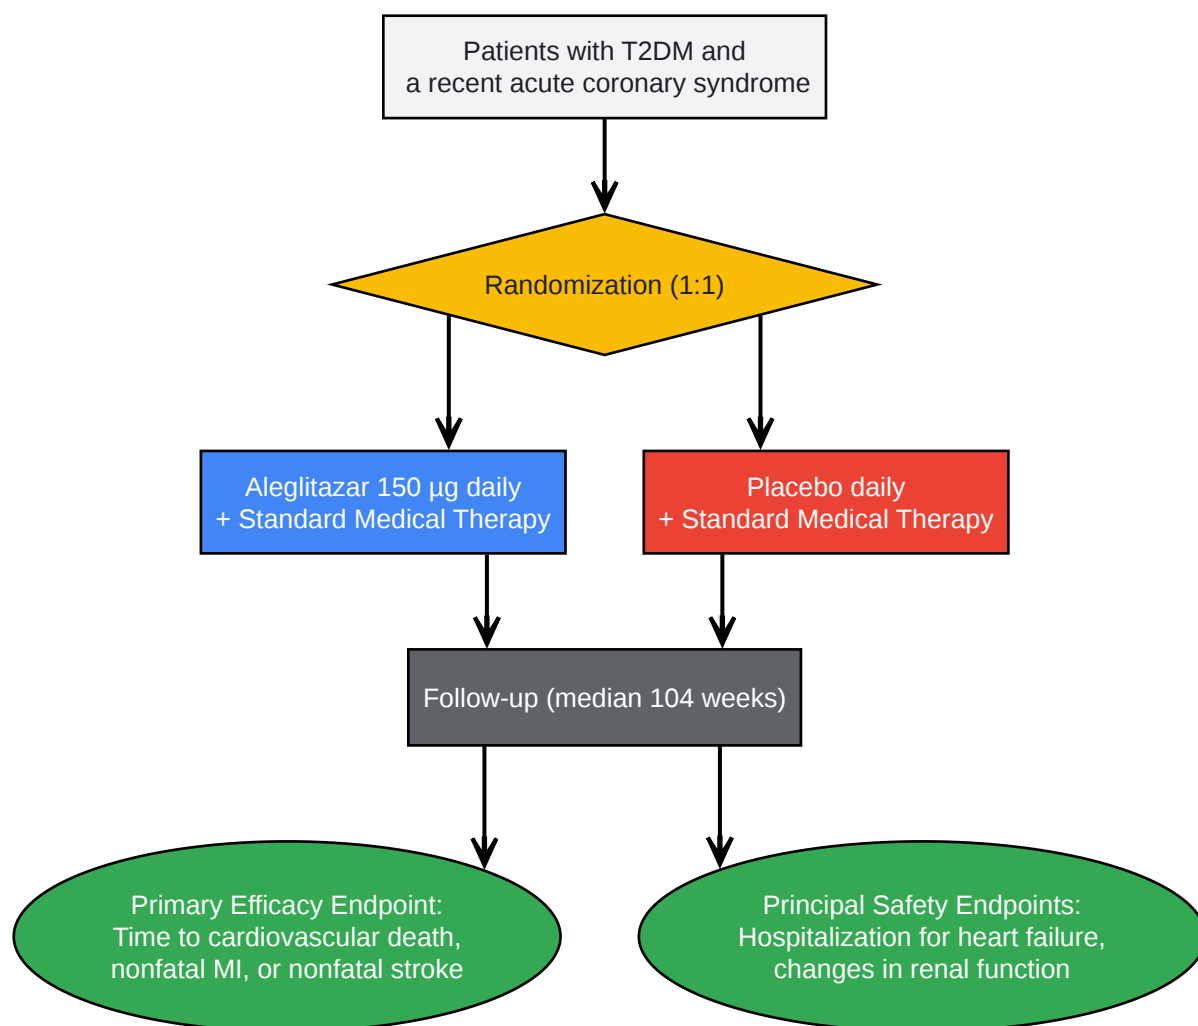 Patients with T2DM and
a recent acute coronary syndrome
Randomization (1:1)
Aleglitazar 150 µg daily
+ Standard Medical Therapy
Placebo daily
+ Standard Medical Therapy
Follow-up (median 104 weeks)
Primary Efficacy Endpoint:
Time to cardiovascular death,
nonfatal MI, or nonfatal stroke
Principal Safety Endpoints:
Hospitalization for heart failure,
changes in renal function